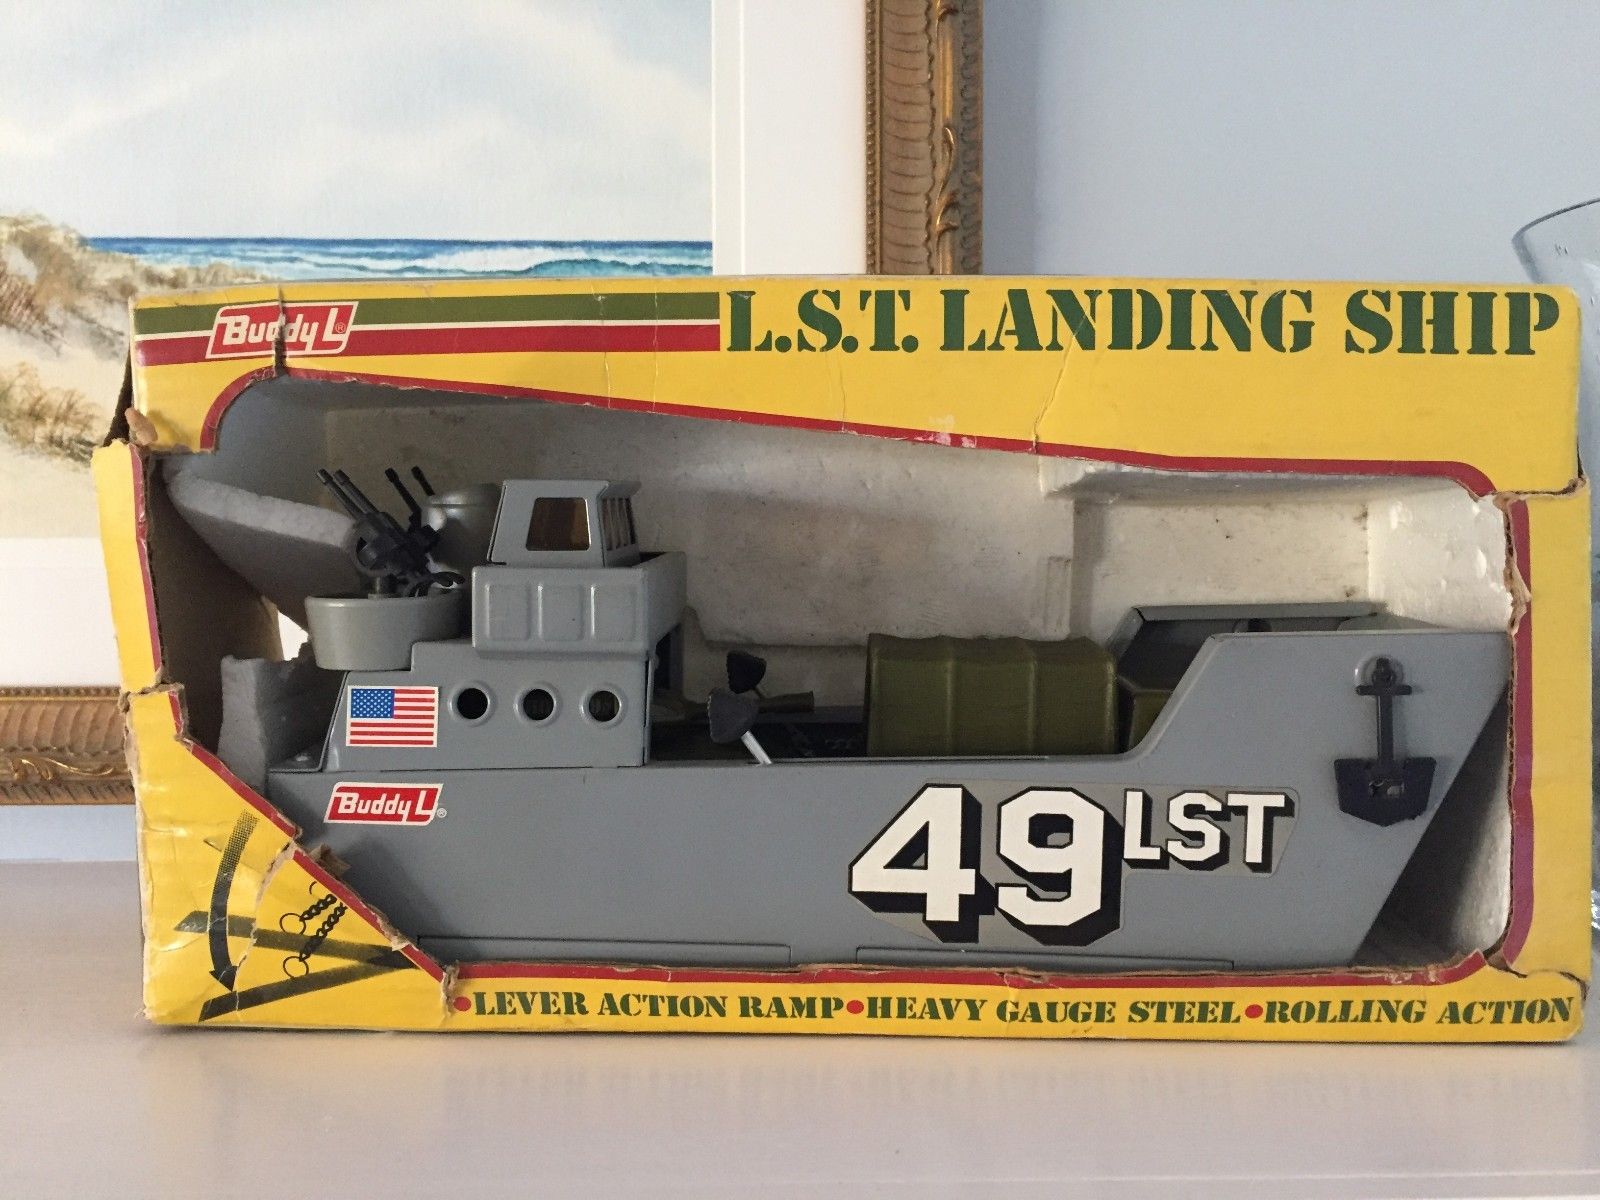 Buddy L®
L.S.T. LANDING SHIP
Buddy L®
49 LST
•LEVER ACTION RAMP•HEAVY GAUGE STEEL•ROLLING ACTION